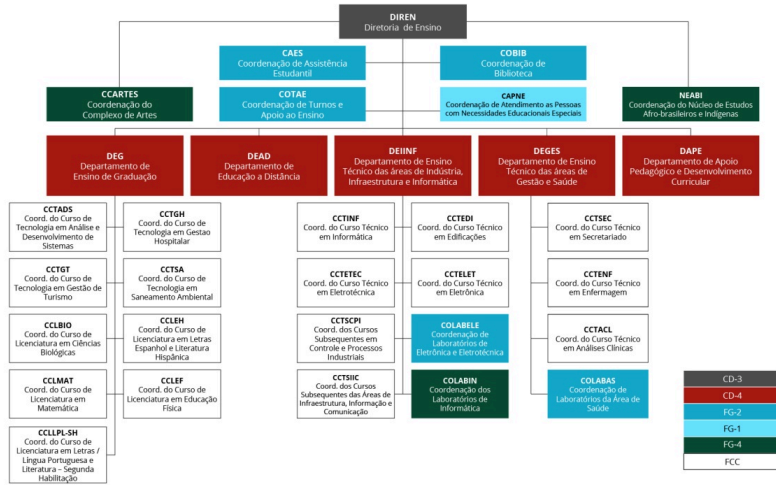 DIREN
Diretoria de Ensino
CAES
Coordenação de Assistência
Estudantil
COBIB
Coordenação de
Biblioteca
CCARTES
Coordenação do
Complexo de Artes
COTAE
Coordenação de Turnos e
Apoio ao Ensino
CAPNE
Coordenação de Atendimento as Pessoas
com Necessidades Educacionais Especiais
NEABI
Coordenação do Núcleo de Estudos
Afro-brasileiros e Indígenas
DEG
Departamento de
Ensino de Graduação
DEAD
Departamento de
Educação a Distância
DEIINF
Departamento de Ensino
Técnico das áreas de Indústria,
Infraestrutura e Informática
DEGES
Departamento de Ensino
Técnico das áreas de
Gestão e Saúde
DAPE
Departamento de Apoio
Pedagógico e Desenvolvimento
Curricular
CCTADS
Coord. do Curso de
Tecnologia em Análise e
Desenvolvimento de
Sistemas
CCTGH
Coord. do Curso de
Tecnologia em Gestao
Hospitalar
CCTINF
Coord. do Curso Técnico
em Informática
CCTEDI
Coord. do Curso Técnico
em Edificações
CCTSEC
Coord. do Curso Técnico
em Secretariado
CCTGT
Coord. do Curso de
Tecnologia em Gestão de
Turismo
CCTSA
Coord. do Curso de
Tecnologia em
Saneamento Ambiental
CCTETEC
Coord. do Curso Técnico
em Eletrotécnica
CCTELET
Coord. do Curso Técnico
em Eletrônica
CCTENF
Coord. do Curso Técnico
em Enfermagem
CCLBIO
Coord. do Curso de
Licenciatura em Ciências
Biológicas
CCLEH
Coord. do Curso de
Licenciatura em Letras
Espanhol e Literatura
Hispânica
CCTSCPI
Coord. dos Cursos
Subsequentes em
Controle e Processos
Industriais
COLABELE
Coordenação de
Laboratórios de
Eletrônica e Eletrotécnica
CCTACL
Coord. do Curso Técnico
em Análises Clínicas
CCLMAT
Coord. do Curso de
Licenciatura em
Matemática
CCLEF
Coord. do Curso de
Licenciatura em Educação
Física
CCTSIIC
Coord. dos Cursos
Subsequentes das Áreas de
Infraestrutura, Informação e
Comunicação
COLABIN
Coordenação dos
Laboratórios de
Informática
COLABAS
Coordenação de
Laboratórios da Área de
Saúde
CCLLPL-SH
Coord. do Curso de
Licenciatura em Letras /
Língua Portuguesa e
Literatura – Segunda
Habilitação
CD-3
CD-4
FG-2
FG-1
FG-4
FCC